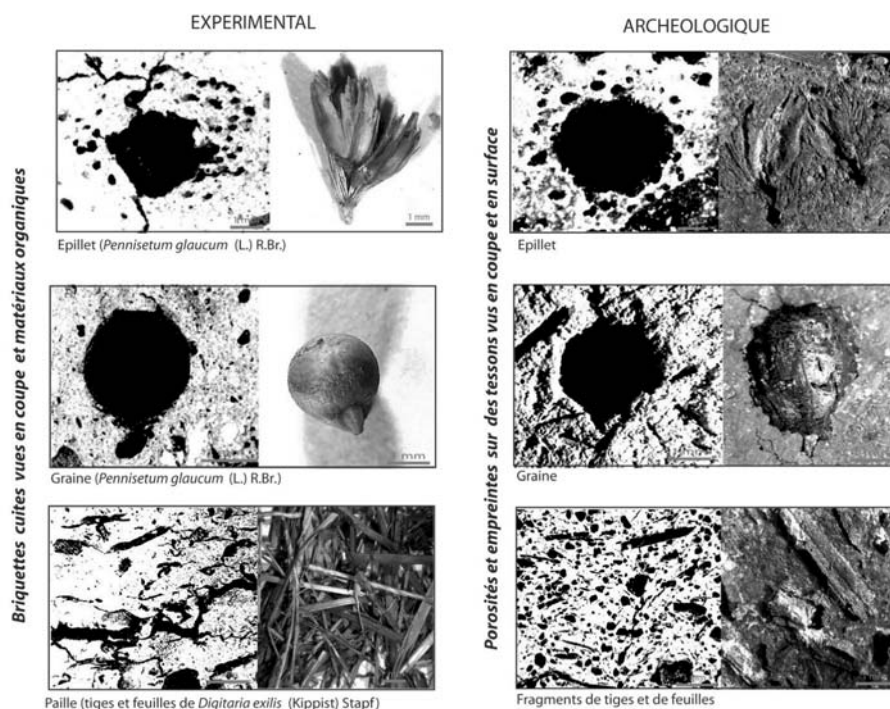 EXPERIMENTAL
ARCHEOLOGIQUE
Briquettes cuites vues en coupe et matériaux organiques
Porosités et empreintes sur des tessons vus en coupe et en surface
1 mm
Epillet (Pennisetum glaucum (L.) R.Br.)
Epillet
mm
Graine (Pennisetum glaucum (L.) R.Br.)
Graine
Paille (tiges et feuilles de Digitaria exilis (Kippist) Stapf)
Fragments de tiges et de feuilles